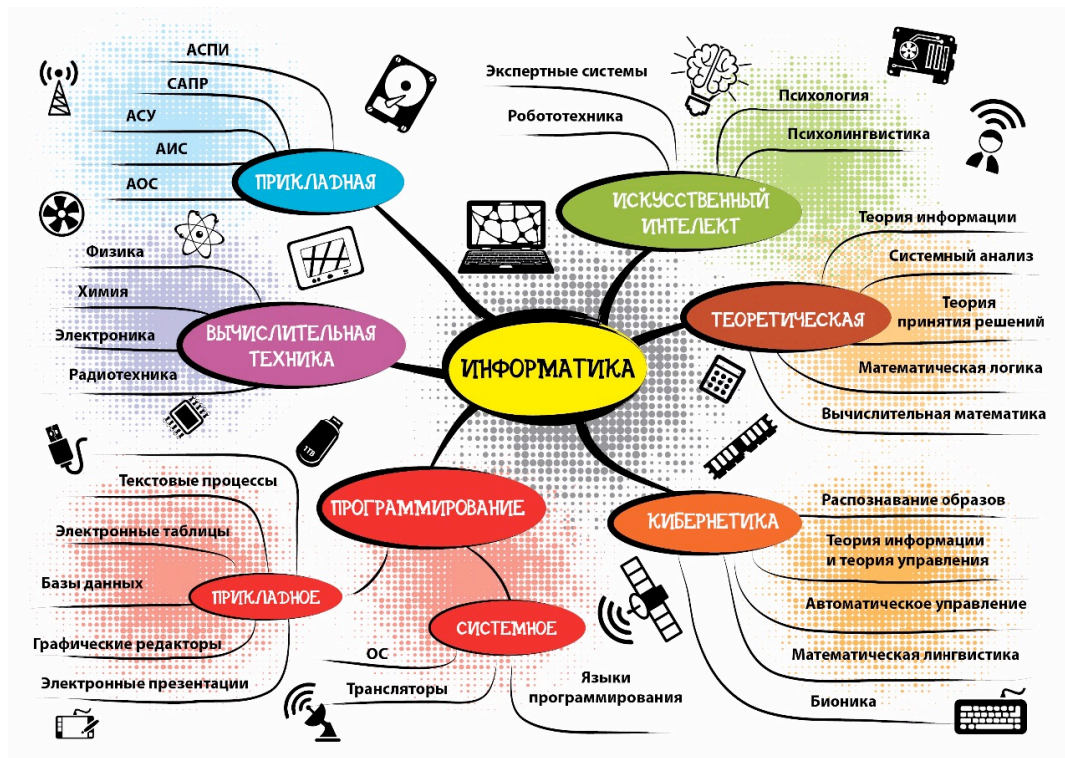 АСПИ
САПР
АСУ
АИС
АОС
ПРИКЛАДНАЯ
Экспертные системы
Робототехника
Психология
Психолингвистика
ИСКУССТВЕННЫЙ
ИНТЕЛЕКТ
Физика
Химия
Электроника
Радиотехника
ВЫЧИСЛИТЕЛЬНАЯ
ТЕХНИКА
ИНФОРМАТИКА
Теория информации
Системный анализ
Теория
принятия решений
Математическая логика
Вычислительная математика
ТЕОРЕТИЧЕСКАЯ
1TB
ПРОГРАММИРОВАНИЕ
Текстовые процессы
Электронные таблицы
Базы данных
Графические редакторы
Электронные презентации
ПРИКЛАДНОЕ
СИСТЕМНОЕ
ОС
Трансляторы
Языки
программирования
КИБЕРНЕТИКА
Распознавание образов
Теория информации
и теория управления
Автоматическое управление
Математическая лингвистика
Бионика